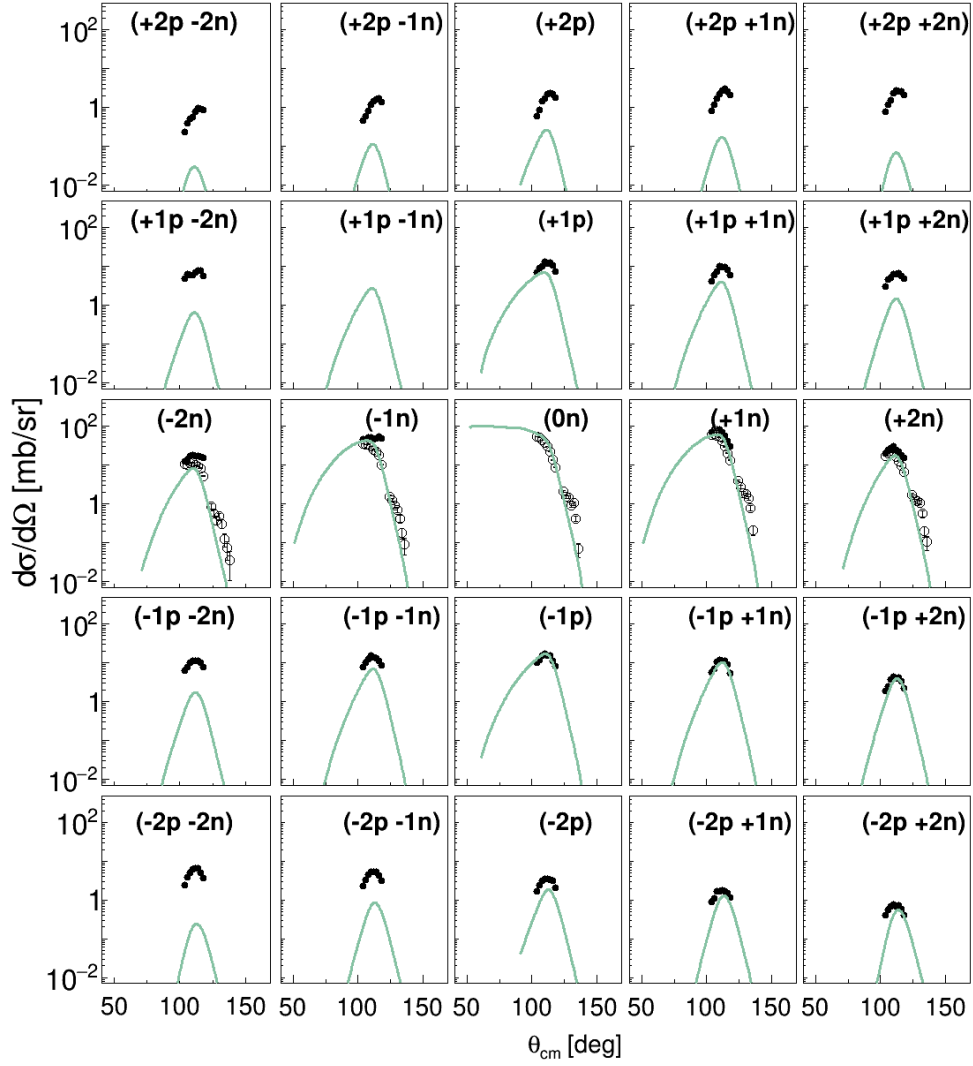 (+2p -2n) (+2p -1n) (+2p) (+2p +1n) (+2p +2n)
10²
1
10⁻²
(+1p -2n) (+1p -1n) (+1p) (+1p +1n) (+1p +2n)
10²
1
10⁻²
(-2n) (-1n) (0n) (+1n) (+2n)
10²
1
10⁻²
(-1p -2n) (-1p -1n) (-1p) (-1p +1n) (-1p +2n)
10²
1
10⁻²
(-2p -2n) (-2p -1n) (-2p) (-2p +1n) (-2p +2n)
10²
1
10⁻²
dσ/dΩ [mb/sr]
50 100 150 50 100 150 50 100 150 50 100 150 50 100 150
θcm [deg]